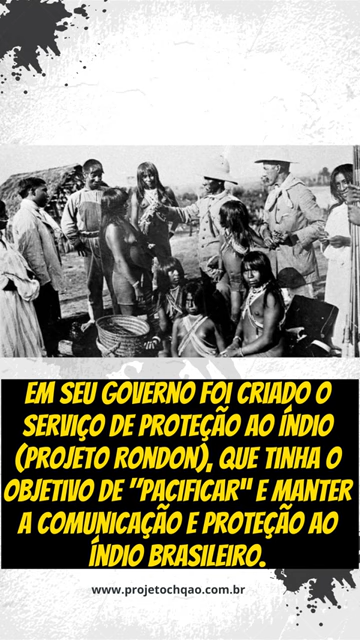 EM SEU GOVERNO FOI CRIADO O
SERVIÇO DE PROTEÇÃO AO ÍNDIO
(PROJETO RONDON), QUE TINHA O
OBJETIVO DE "PACIFICAR" E MANTER
A COMUNICAÇÃO E PROTEÇÃO AO
ÍNDIO BRASILEIRO.
www.projetochqao.com.br